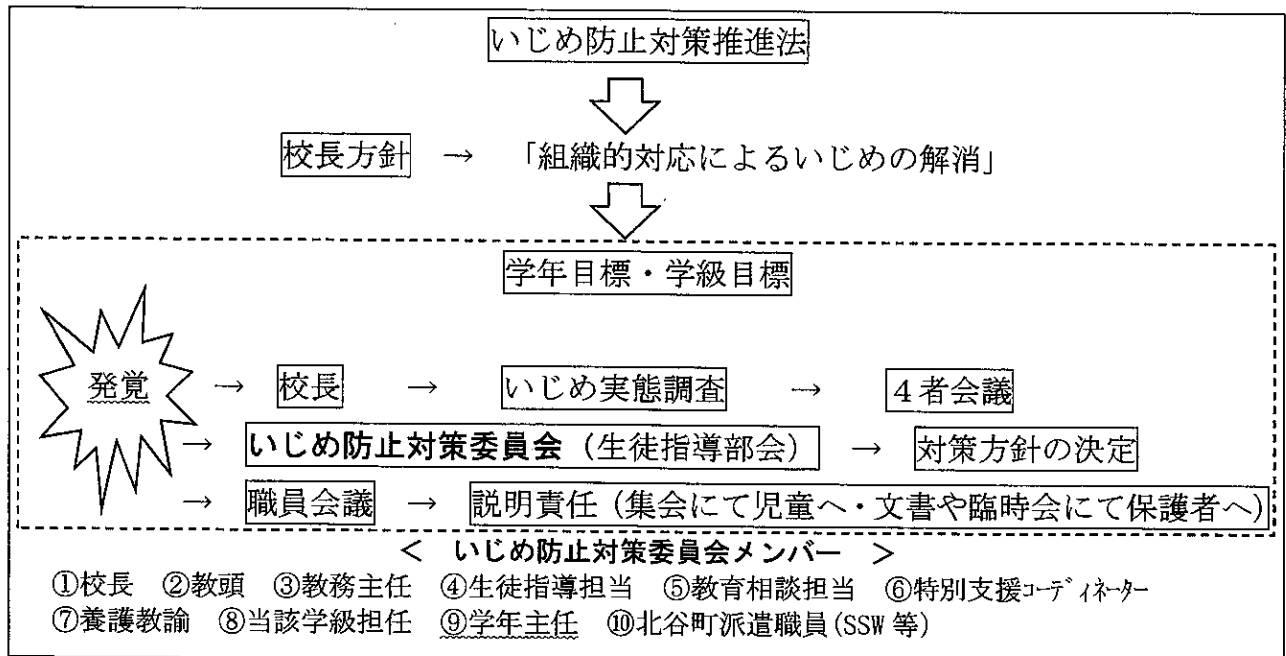 いじめ防止対策推進法
校長方針 → 「組織的対応によるいじめの解消」
学年目標・学級目標
発覚 → 校長 → いじめ実態調査 → 4者会議
→ いじめ防止対策委員会（生徒指導部会） → 対策方針の決定
→ 職員会議 → 説明責任（集会にて児童へ・文書や臨時会にて保護者へ）
＜ いじめ防止対策委員会メンバー ＞
①校長 ②教頭 ③教務主任 ④生徒指導担当 ⑤教育相談担当 ⑥特別支援ｺｰﾃﾞｨﾈｰﾀｰ
⑦養護教諭 ⑧当該学級担任 ⑨学年主任 ⑩北谷町派遣職員(SSW 等)